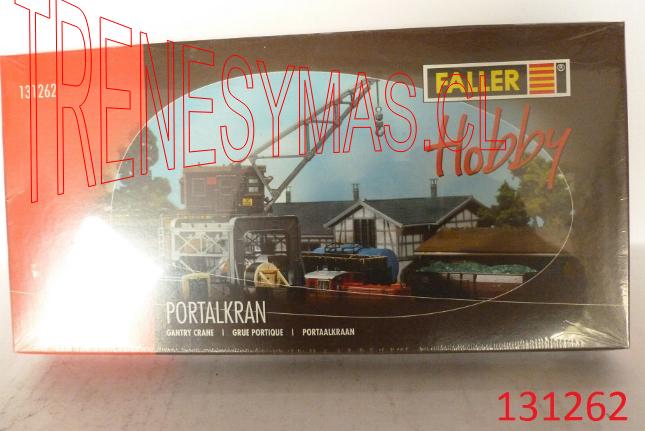 TRENESYMAS.CL
131262
FALLER
®
Hobby
PORTALKRAN
GANTRY CRANE | GRUE PORTIQUE | PORTAALKRAAN
131262